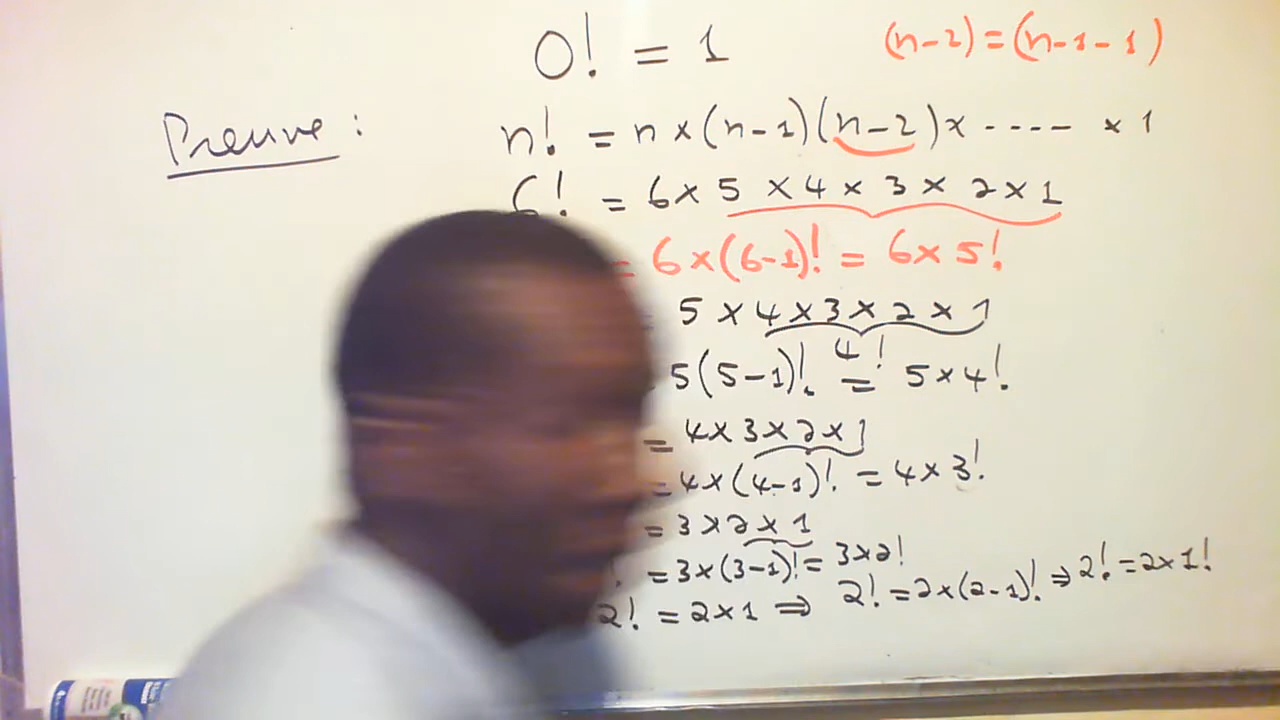 0! = 1
(n-2) = (n-1-1)
Preuve :
n! = n × (n-1)(n-2) × ---- × 1
6! = 6 × 5 × 4 × 3 × 2 × 1
= 6 × (6-1)! = 6 × 5!
5 × 4 × 3 × 2 × 1
4!
5(5-1)! = 5 × 4!
= 4 × 3 × 2 × 1
= 4 × (4-1)! = 4 × 3!
= 3 × 2 × 1
! = 3 × (3-1)! = 3 × 2!
2! = 2 × 1 ⇒ 2! = 2 × (2-1)! ⇒ 2! = 2 × 1!